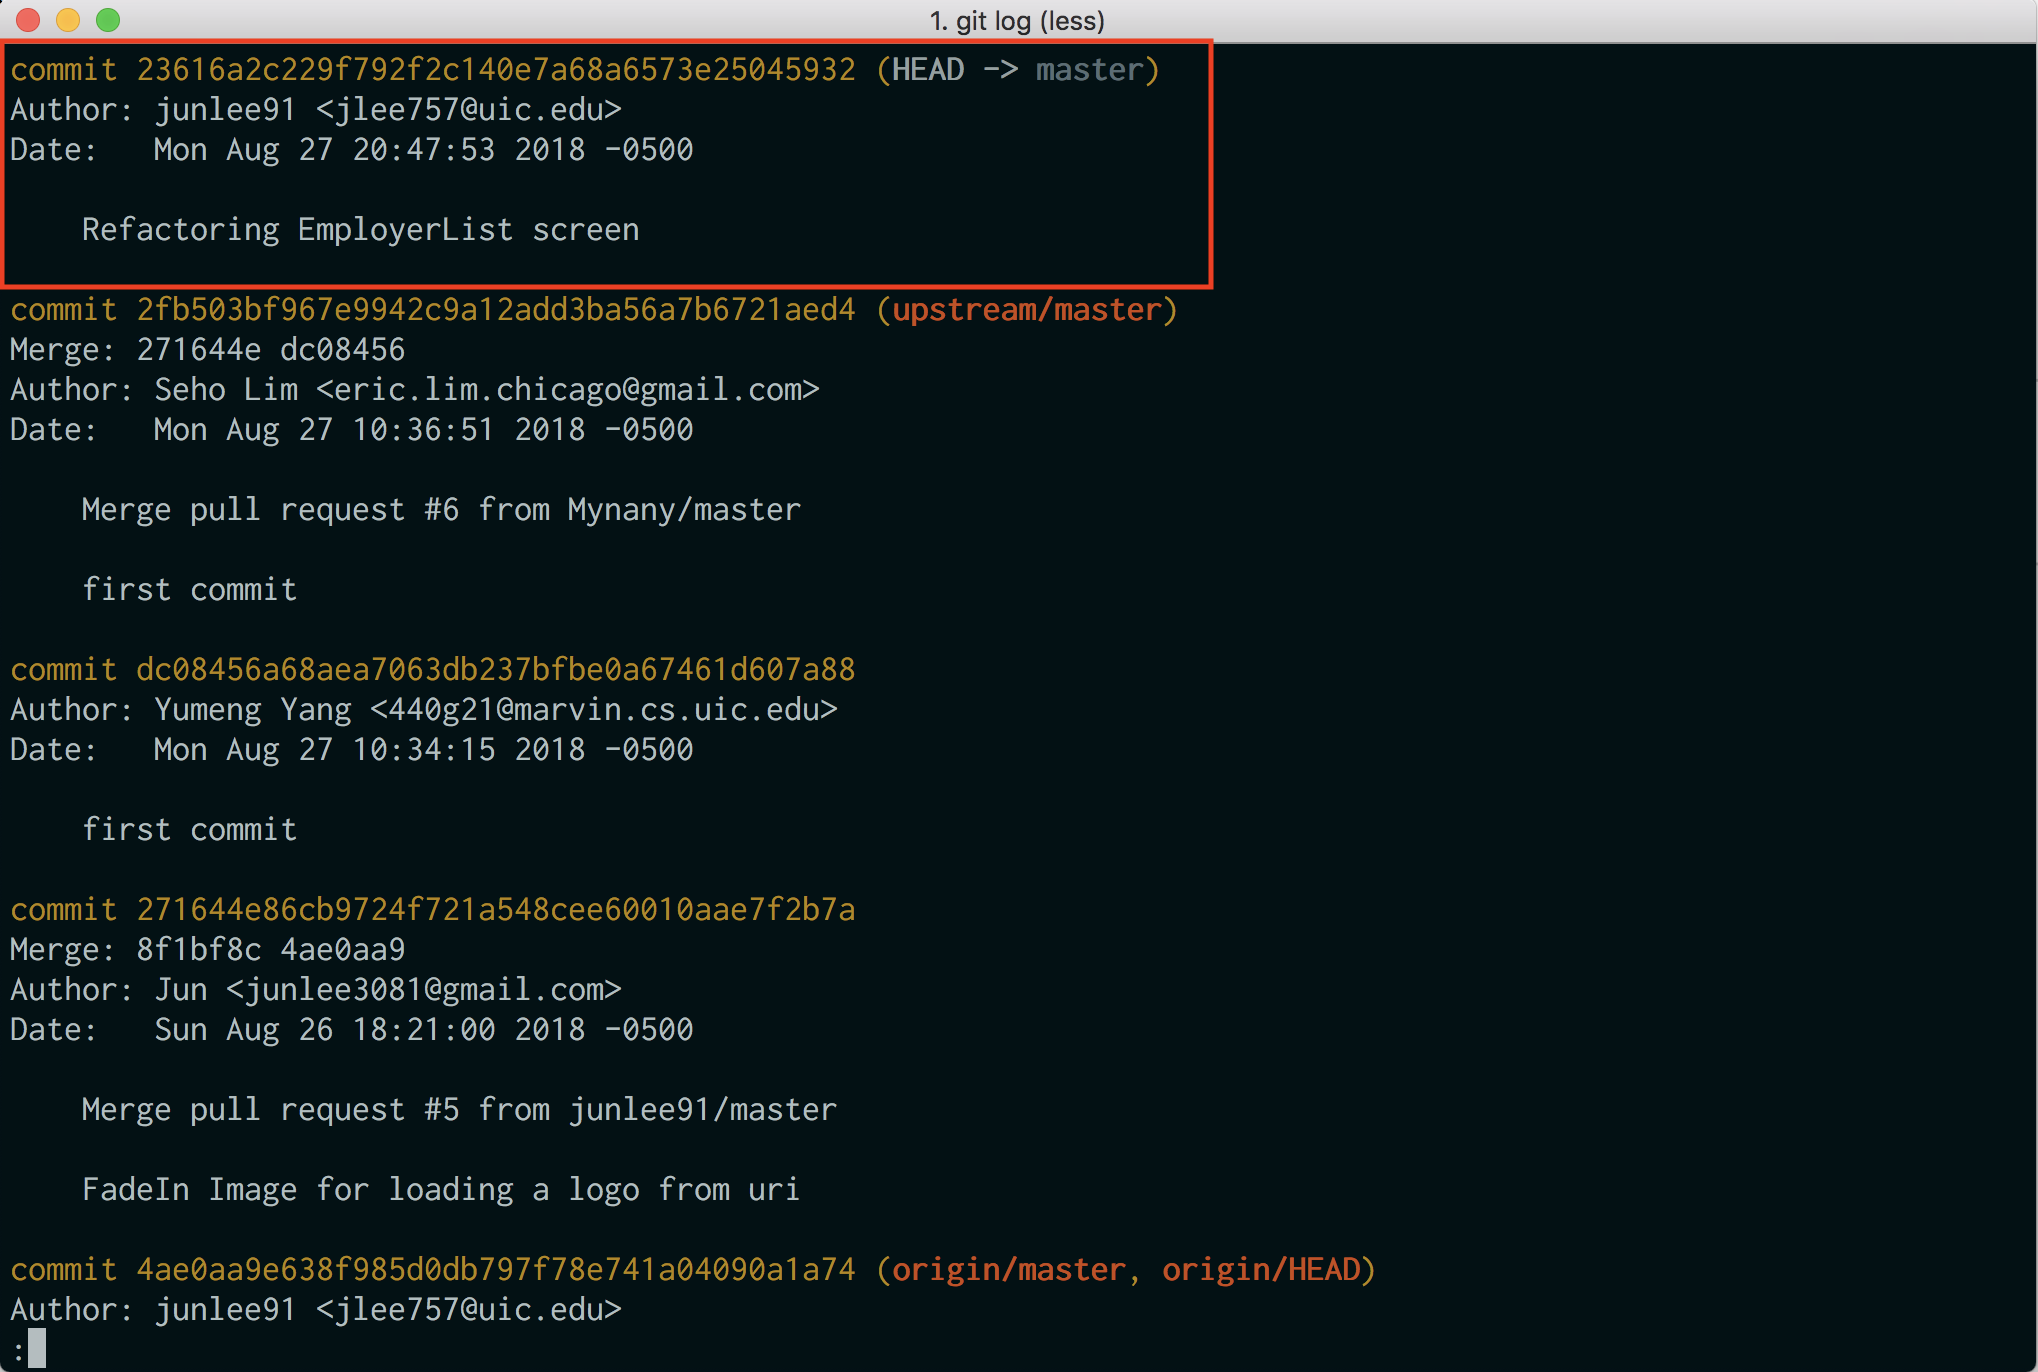 1. git log (less)
commit 23616a2c229f792f2c140e7a68a6573e25045932 (HEAD -> master)
Author: junlee91 <jlee757@uic.edu>
Date:   Mon Aug 27 20:47:53 2018 -0500
Refactoring EmployerList screen
commit 2fb503bf967e9942c9a12add3ba56a7b6721aed4 (upstream/master)
Merge: 271644e dc08456
Author: Seho Lim <eric.lim.chicago@gmail.com>
Date:   Mon Aug 27 10:36:51 2018 -0500
Merge pull request #6 from Mynany/master
first commit
commit dc08456a68aea7063db237bfbe0a67461d607a88
Author: Yumeng Yang <440g21@marvin.cs.uic.edu>
Date:   Mon Aug 27 10:34:15 2018 -0500
first commit
commit 271644e86cb9724f721a548cee60010aae7f2b7a
Merge: 8f1bf8c 4ae0aa9
Author: Jun <junlee3081@gmail.com>
Date:   Sun Aug 26 18:21:00 2018 -0500
Merge pull request #5 from junlee91/master
FadeIn Image for loading a logo from uri
commit 4ae0aa9e638f985d0db797f78e741a04090a1a74 (origin/master, origin/HEAD)
Author: junlee91 <jlee757@uic.edu>
: